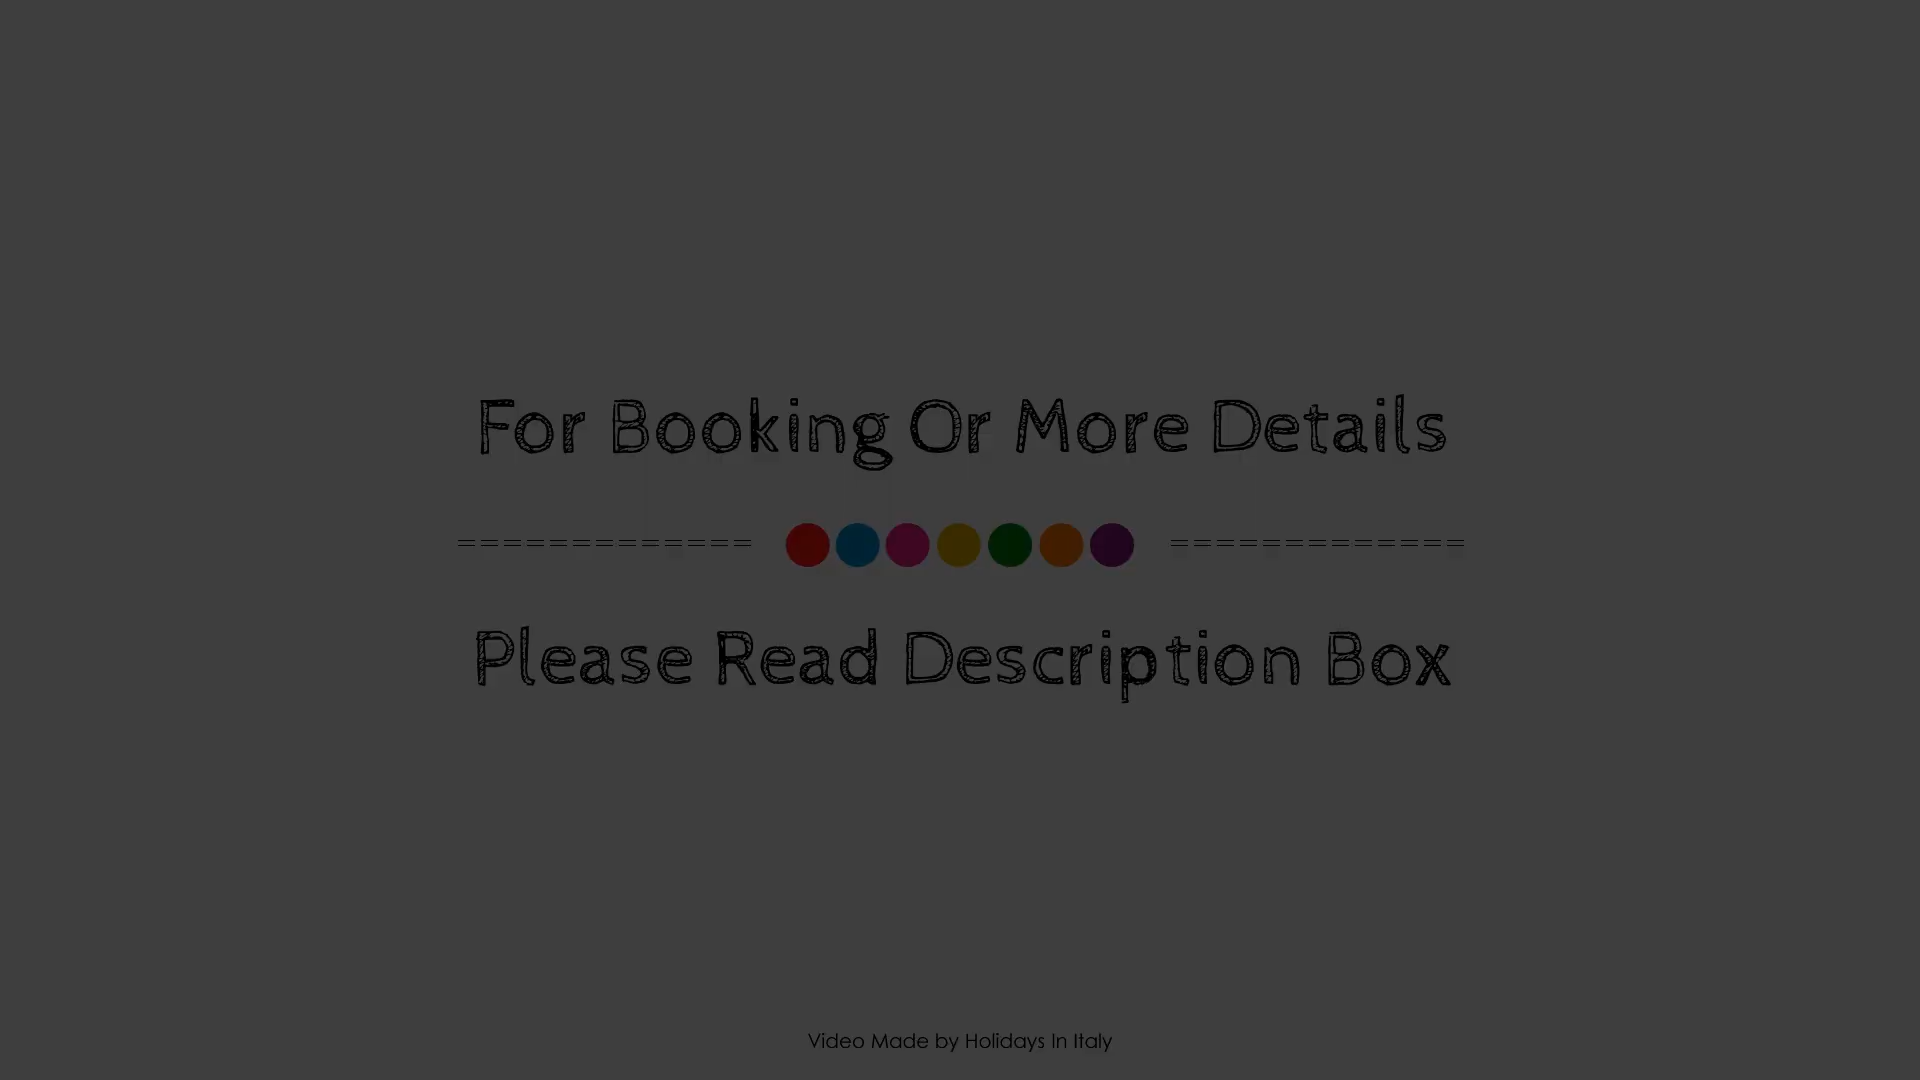 For Booking Or More Details
============= =============
Please Read Description Box
Video Made by Holidays In Italy